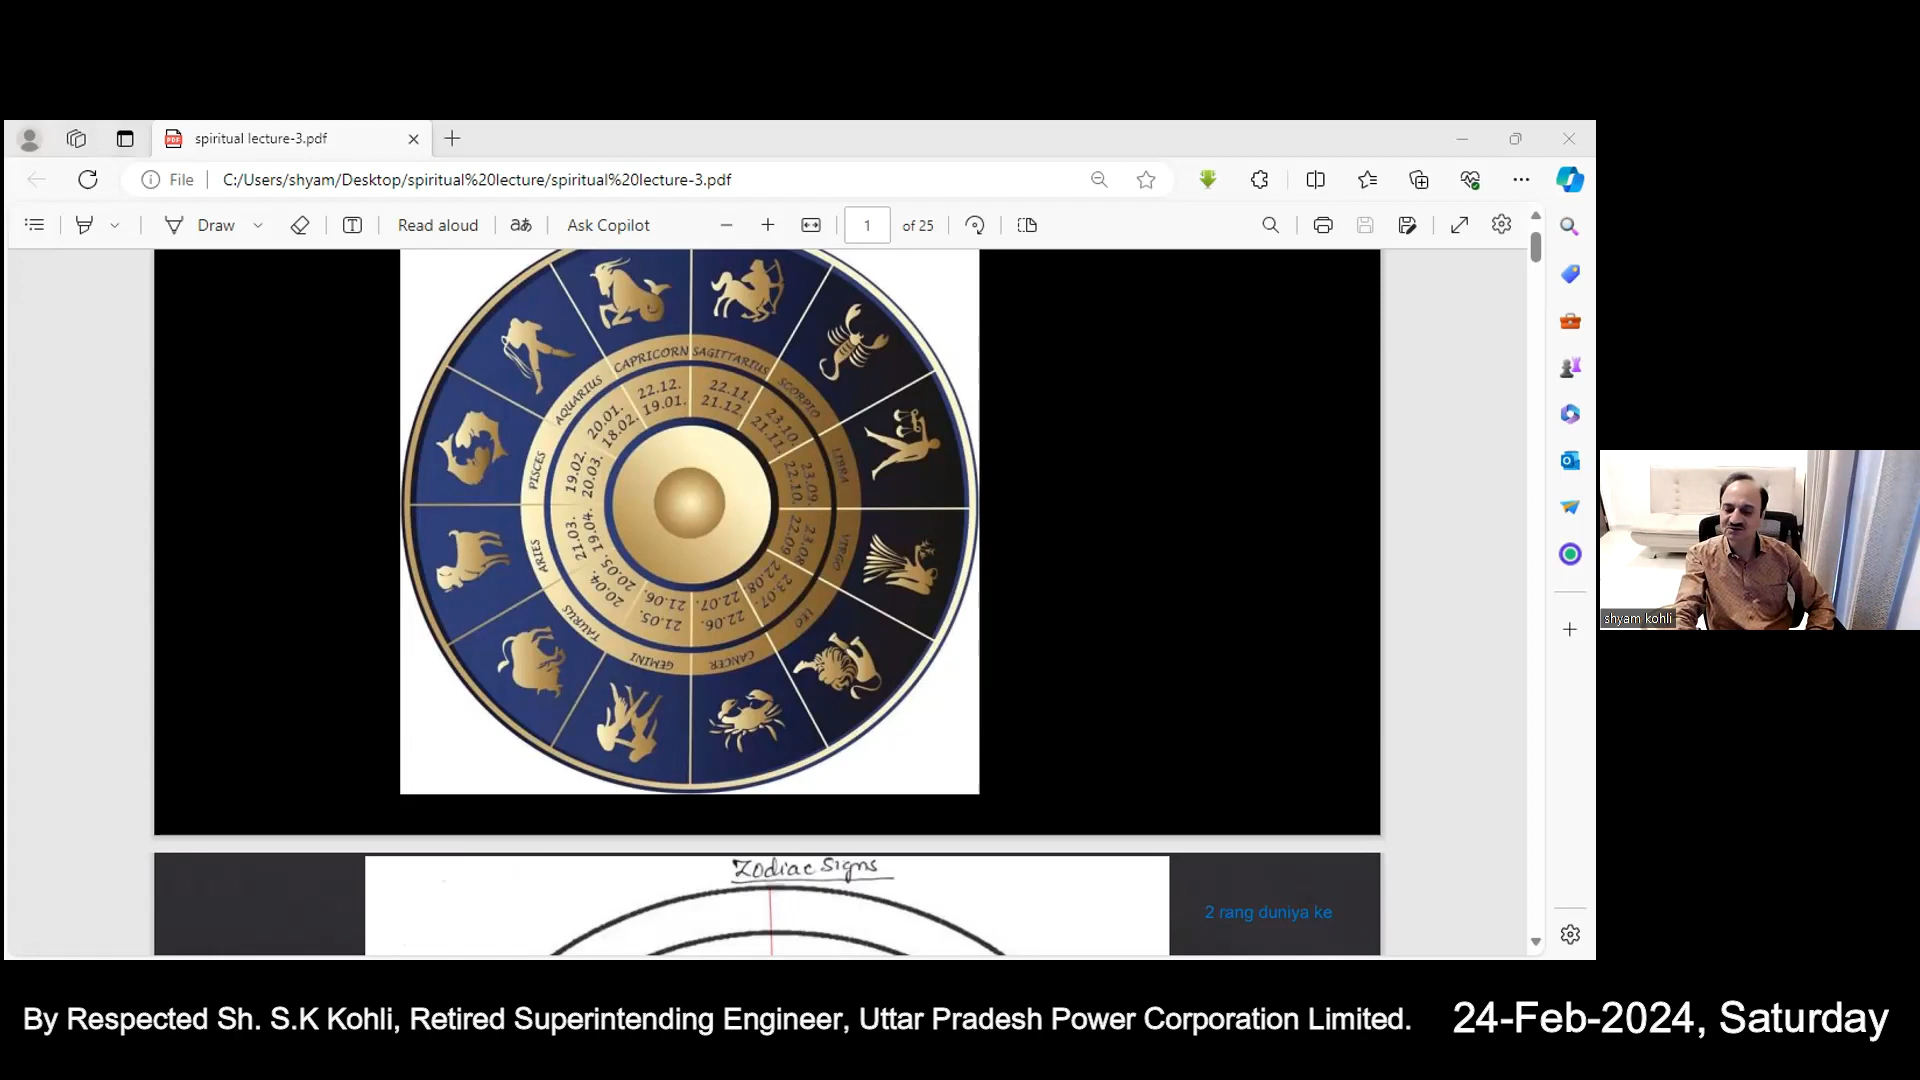 spiritual lecture-3.pdf
File
C:/Users/shyam/Desktop/spiritual%20lecture/spiritual%20lecture-3.pdf
Draw
Read aloud
aあ
Ask Copilot
1
of 25
CAPRICORN
SAGITTARIUS
AQUARIUS
SCORPIO
PISCES
LIBRA
ARIES
VIRGO
TAURUS
LEO
GEMINI
CANCER
22.12.
19.01.
22.11.
21.12.
20.01.
18.02.
23.10.
21.11.
19.02.
20.03.
23.09.
22.10.
21.03.
19.04.
23.08.
22.09.
20.04.
20.05.
23.07.
22.08.
21.05.
21.06.
22.06.
22.07.
Zodiac Signs
2 rang duniya ke
shyam kohli
By Respected Sh. S.K Kohli, Retired Superintending Engineer, Uttar Pradesh Power Corporation Limited.
24-Feb-2024, Saturday